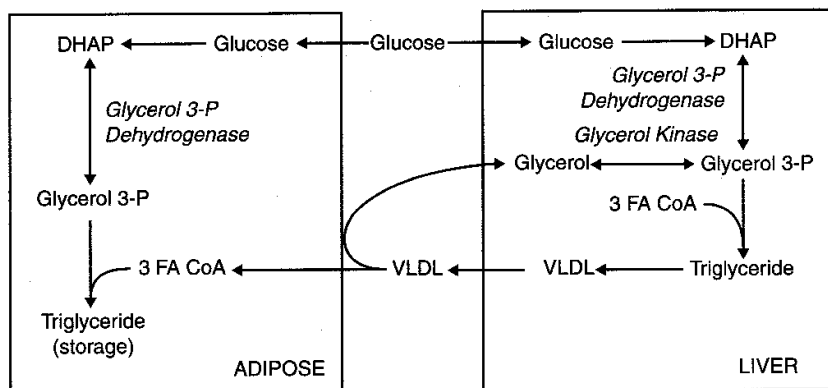 DHAP
Glucose
Glucose
Glucose
DHAP
Glycerol 3-P
Dehydrogenase
Glycerol 3-P
Dehydrogenase
Glycerol Kinase
Glycerol
Glycerol 3-P
Glycerol 3-P
3 FA CoA
3 FA CoA
VLDL
VLDL
Triglyceride
Triglyceride
(storage)
ADIPOSE
LIVER